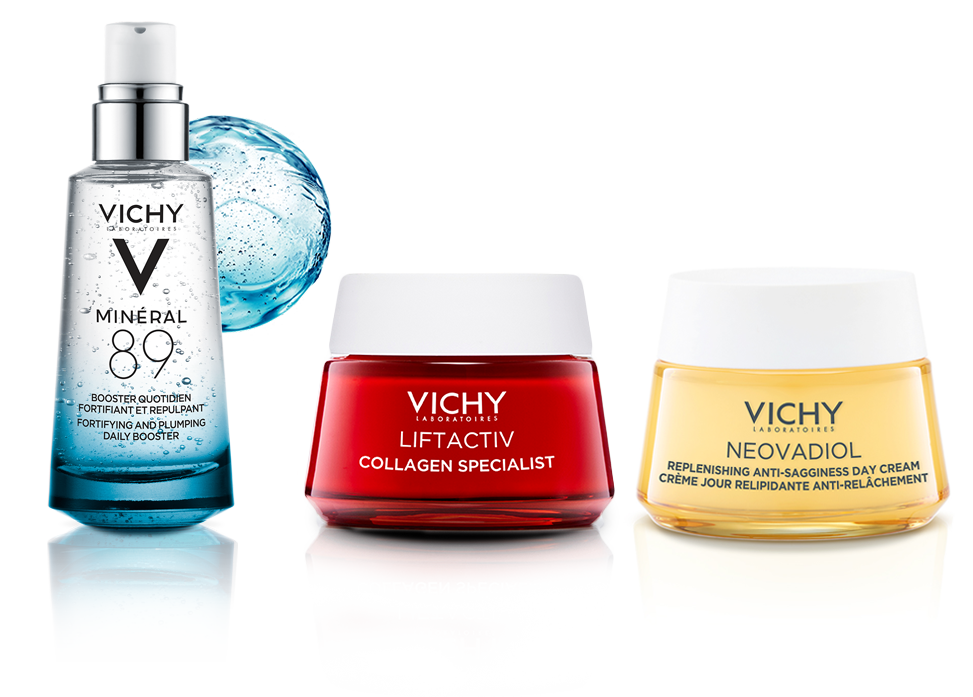 VICHY
LABORATOIRES
V
MINÉRAL
89
BOOSTER QUOTIDIEN
FORTIFIANT ET REPULPANT
FORTIFYING AND PLUMPING
DAILY BOOSTER
VICHY
LABORATOIRES
LIFTACTIV
COLLAGEN SPECIALIST
VICHY
LABORATOIRES
NEOVADIOL
REPLENISHING ANTI-SAGGINESS DAY CREAM
CRÈME JOUR RELIPIDANTE ANTI-RELÂCHEMENT